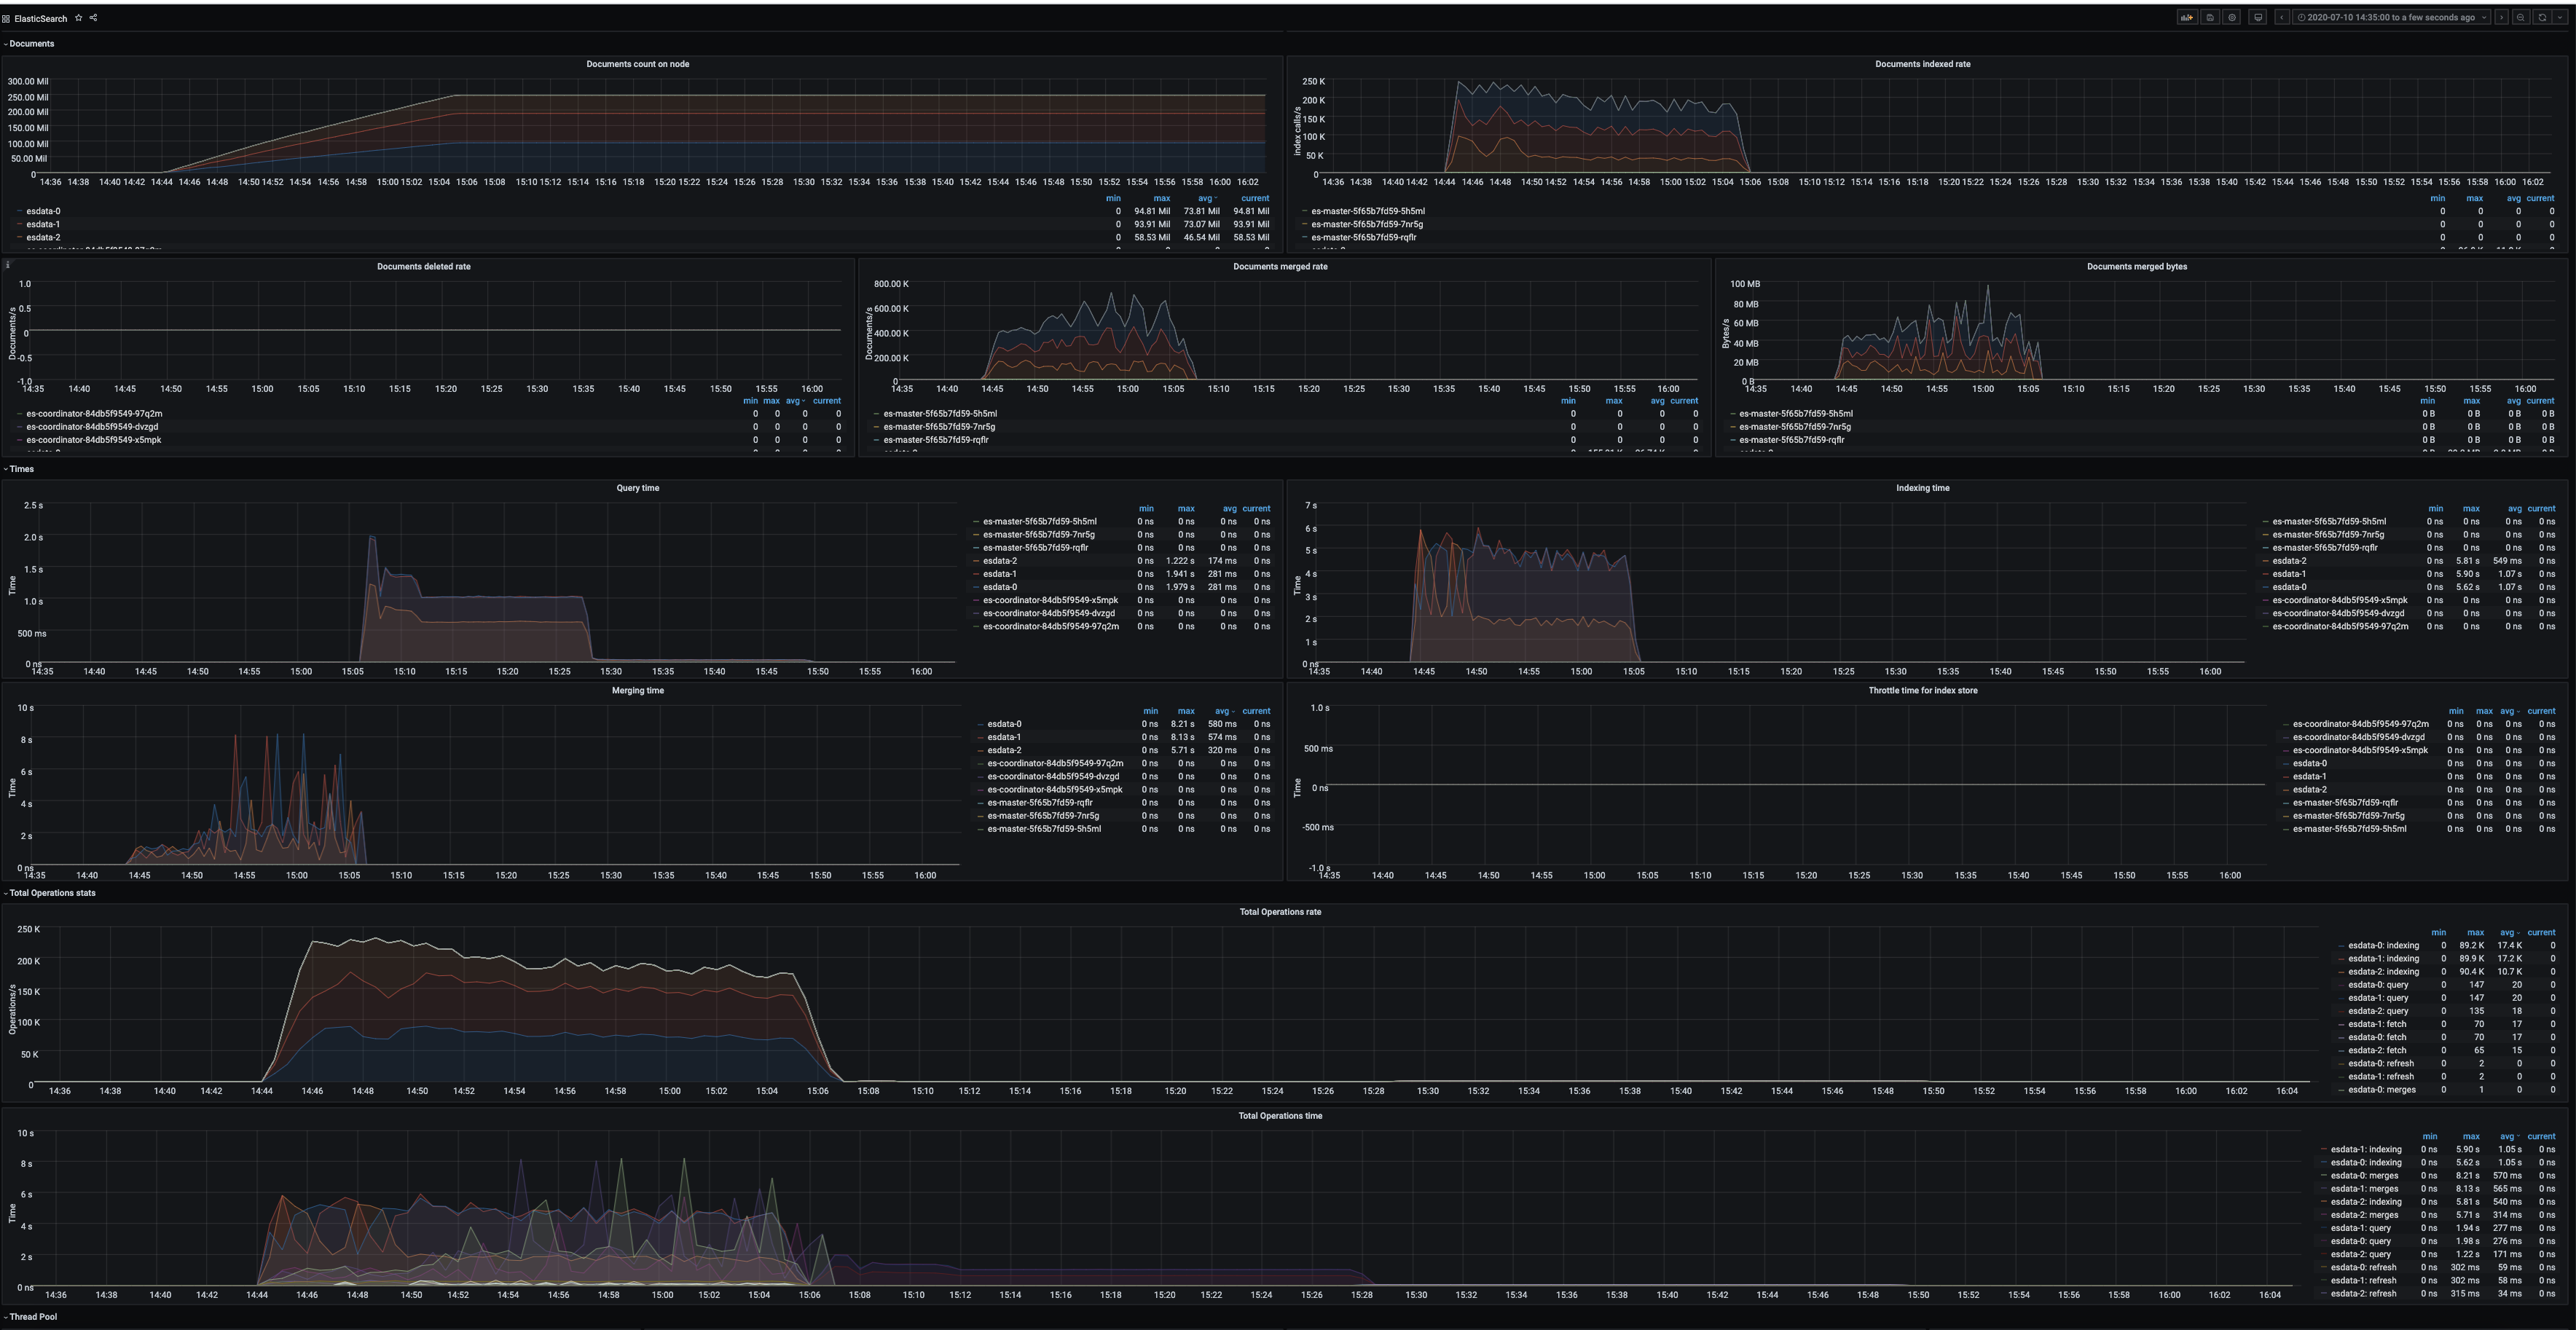 ElasticSearch
2020-07-10 14:35:00 to a few seconds ago
Documents
Documents count on node
300.00 Mil
250.00 Mil
200.00 Mil
150.00 Mil
100.00 Mil
50.00 Mil
0
14:36 14:38 14:40 14:42 14:44 14:46 14:48 14:50 14:52 14:54 14:56 14:58 15:00 15:02 15:04 15:06 15:08 15:10 15:12 15:14 15:16 15:18 15:20 15:22 15:24 15:26 15:28 15:30 15:32 15:34 15:36 15:38 15:40 15:42 15:44 15:46 15:48 15:50 15:52 15:54 15:56 15:58 16:00 16:02
min max avg current
esdata-0 0 94.81 Mil 73.81 Mil 94.81 Mil
esdata-1 0 93.91 Mil 73.07 Mil 93.91 Mil
esdata-2 0 58.53 Mil 46.54 Mil 58.53 Mil
Documents indexed rate
index calls/s
250 K
200 K
150 K
100 K
50 K
0
14:36 14:38 14:40 14:42 14:44 14:46 14:48 14:50 14:52 14:54 14:56 14:58 15:00 15:02 15:04 15:06 15:08 15:10 15:12 15:14 15:16 15:18 15:20 15:22 15:24 15:26 15:28 15:30 15:32 15:34 15:36 15:38 15:40 15:42 15:44 15:46 15:48 15:50 15:52 15:54 15:56 15:58 16:00 16:02
min max avg current
es-master-5f65b7fd59-5h5ml 0 0 0 0
es-master-5f65b7fd59-7nr5g 0 0 0 0
es-master-5f65b7fd59-rqflr 0 0 0 0
Documents deleted rate
Documents/s
1.0
0.5
0
-0.5
-1.0
14:35 14:40 14:45 14:50 14:55 15:00 15:05 15:10 15:15 15:20 15:25 15:30 15:35 15:40 15:45 15:50 15:55 16:00
min max avg current
es-coordinator-84db5f9549-97q2m 0 0 0 0
es-coordinator-84db5f9549-dvzgd 0 0 0 0
es-coordinator-84db5f9549-x5mpk 0 0 0 0
Documents merged rate
Documents/s
800.00 K
600.00 K
400.00 K
200.00 K
0
14:35 14:40 14:45 14:50 14:55 15:00 15:05 15:10 15:15 15:20 15:25 15:30 15:35 15:40 15:45 15:50 15:55 16:00
min max avg current
es-master-5f65b7fd59-5h5ml 0 0 0 0
es-master-5f65b7fd59-7nr5g 0 0 0 0
es-master-5f65b7fd59-rqflr 0 0 0 0
Documents merged bytes
Bytes/s
100 MB
80 MB
60 MB
40 MB
20 MB
0 B
14:35 14:40 14:45 14:50 14:55 15:00 15:05 15:10 15:15 15:20 15:25 15:30 15:35 15:40 15:45 15:50 15:55 16:00
min max avg current
es-master-5f65b7fd59-5h5ml 0 B 0 B 0 B 0 B
es-master-5f65b7fd59-7nr5g 0 B 0 B 0 B 0 B
es-master-5f65b7fd59-rqflr 0 B 0 B 0 B 0 B
Times
Query time
Time
2.5 s
2.0 s
1.5 s
1.0 s
500 ms
0 ns
14:35 14:40 14:45 14:50 14:55 15:00 15:05 15:10 15:15 15:20 15:25 15:30 15:35 15:40 15:45 15:50 15:55 16:00
min max avg current
es-master-5f65b7fd59-5h5ml 0 ns 0 ns 0 ns 0 ns
es-master-5f65b7fd59-7nr5g 0 ns 0 ns 0 ns 0 ns
es-master-5f65b7fd59-rqflr 0 ns 0 ns 0 ns 0 ns
esdata-2 0 ns 1.222 s 174 ms 0 ns
esdata-1 0 ns 1.941 s 281 ms 0 ns
esdata-0 0 ns 1.979 s 281 ms 0 ns
es-coordinator-84db5f9549-x5mpk 0 ns 0 ns 0 ns 0 ns
es-coordinator-84db5f9549-dvzgd 0 ns 0 ns 0 ns 0 ns
es-coordinator-84db5f9549-97q2m 0 ns 0 ns 0 ns 0 ns
Indexing time
Time
7 s
6 s
5 s
4 s
3 s
2 s
1 s
0 ns
14:35 14:40 14:45 14:50 14:55 15:00 15:05 15:10 15:15 15:20 15:25 15:30 15:35 15:40 15:45 15:50 15:55 16:00
min max avg current
es-master-5f65b7fd59-5h5ml 0 ns 0 ns 0 ns 0 ns
es-master-5f65b7fd59-7nr5g 0 ns 0 ns 0 ns 0 ns
es-master-5f65b7fd59-rqflr 0 ns 0 ns 0 ns 0 ns
esdata-2 0 ns 5.81 s 549 ms 0 ns
esdata-1 0 ns 5.90 s 1.07 s 0 ns
esdata-0 0 ns 5.62 s 1.07 s 0 ns
es-coordinator-84db5f9549-x5mpk 0 ns 0 ns 0 ns 0 ns
es-coordinator-84db5f9549-dvzgd 0 ns 0 ns 0 ns 0 ns
es-coordinator-84db5f9549-97q2m 0 ns 0 ns 0 ns 0 ns
Merging time
Time
10 s
8 s
6 s
4 s
2 s
0 ns
14:35 14:40 14:45 14:50 14:55 15:00 15:05 15:10 15:15 15:20 15:25 15:30 15:35 15:40 15:45 15:50 15:55 16:00
min max avg current
esdata-0 0 ns 8.21 s 580 ms 0 ns
esdata-1 0 ns 8.13 s 574 ms 0 ns
esdata-2 0 ns 5.71 s 320 ms 0 ns
es-coordinator-84db5f9549-97q2m 0 ns 0 ns 0 ns 0 ns
es-coordinator-84db5f9549-dvzgd 0 ns 0 ns 0 ns 0 ns
es-coordinator-84db5f9549-x5mpk 0 ns 0 ns 0 ns 0 ns
es-master-5f65b7fd59-rqflr 0 ns 0 ns 0 ns 0 ns
es-master-5f65b7fd59-7nr5g 0 ns 0 ns 0 ns 0 ns
es-master-5f65b7fd59-5h5ml 0 ns 0 ns 0 ns 0 ns
Throttle time for index store
Time
1.0 s
500 ms
0 ns
-500 ms
-1.0 s
14:35 14:40 14:45 14:50 14:55 15:00 15:05 15:10 15:15 15:20 15:25 15:30 15:35 15:40 15:45 15:50 15:55 16:00
min max avg current
es-coordinator-84db5f9549-97q2m 0 ns 0 ns 0 ns 0 ns
es-coordinator-84db5f9549-dvzgd 0 ns 0 ns 0 ns 0 ns
es-coordinator-84db5f9549-x5mpk 0 ns 0 ns 0 ns 0 ns
esdata-0 0 ns 0 ns 0 ns 0 ns
esdata-1 0 ns 0 ns 0 ns 0 ns
esdata-2 0 ns 0 ns 0 ns 0 ns
es-master-5f65b7fd59-rqflr 0 ns 0 ns 0 ns 0 ns
es-master-5f65b7fd59-7nr5g 0 ns 0 ns 0 ns 0 ns
es-master-5f65b7fd59-5h5ml 0 ns 0 ns 0 ns 0 ns
Total Operations stats
Total Operations rate
Operations/s
250 K
200 K
150 K
100 K
50 K
0
14:36 14:38 14:40 14:42 14:44 14:46 14:48 14:50 14:52 14:54 14:56 14:58 15:00 15:02 15:04 15:06 15:08 15:10 15:12 15:14 15:16 15:18 15:20 15:22 15:24 15:26 15:28 15:30 15:32 15:34 15:36 15:38 15:40 15:42 15:44 15:46 15:48 15:50 15:52 15:54 15:56 15:58 16:00 16:02 16:04
min max avg current
esdata-0: indexing 0 89.2 K 17.4 K 0
esdata-1: indexing 0 89.9 K 17.2 K 0
esdata-2: indexing 0 90.4 K 10.7 K 0
esdata-0: query 0 147 20 0
esdata-1: query 0 147 20 0
esdata-2: query 0 135 18 0
esdata-1: fetch 0 70 17 0
esdata-0: fetch 0 70 17 0
esdata-2: fetch 0 65 15 0
esdata-0: refresh 0 2 0 0
esdata-1: refresh 0 2 0 0
esdata-0: merges 0 1 0 0
Total Operations time
Time
10 s
8 s
6 s
4 s
2 s
0 ns
14:36 14:38 14:40 14:42 14:44 14:46 14:48 14:50 14:52 14:54 14:56 14:58 15:00 15:02 15:04 15:06 15:08 15:10 15:12 15:14 15:16 15:18 15:20 15:22 15:24 15:26 15:28 15:30 15:32 15:34 15:36 15:38 15:40 15:42 15:44 15:46 15:48 15:50 15:52 15:54 15:56 15:58 16:00 16:02 16:04
min max avg current
esdata-1: indexing 0 ns 5.90 s 1.05 s 0 ns
esdata-0: indexing 0 ns 5.62 s 1.05 s 0 ns
esdata-0: merges 0 ns 8.21 s 570 ms 0 ns
esdata-1: merges 0 ns 8.13 s 565 ms 0 ns
esdata-2: indexing 0 ns 5.81 s 540 ms 0 ns
esdata-2: merges 0 ns 5.71 s 314 ms 0 ns
esdata-1: query 0 ns 1.94 s 277 ms 0 ns
esdata-0: query 0 ns 1.98 s 276 ms 0 ns
esdata-2: query 0 ns 1.22 s 171 ms 0 ns
esdata-0: refresh 0 ns 302 ms 59 ms 0 ns
esdata-1: refresh 0 ns 302 ms 58 ms 0 ns
esdata-2: refresh 0 ns 315 ms 34 ms 0 ns
Thread Pool